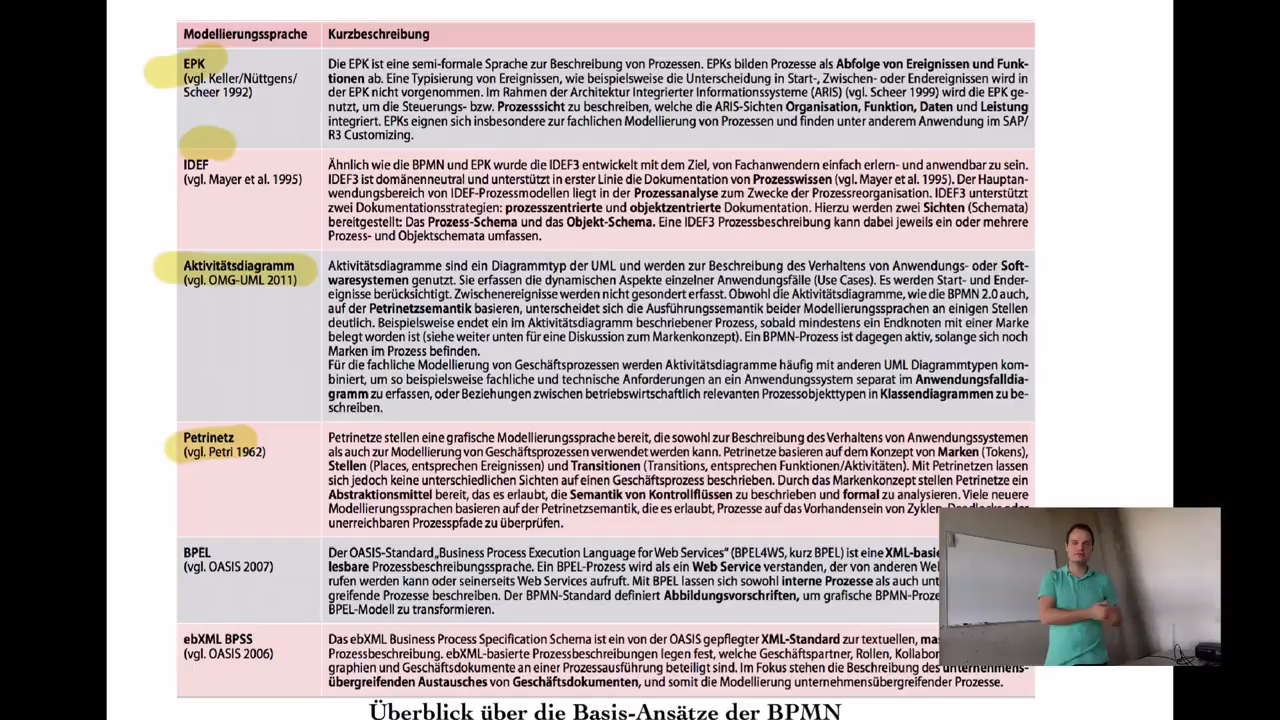 Modellierungssprache Kurzbeschreibung
EPK
(vgl. Keller/Nüttgens/
Scheer 1992)
Die EPK ist eine semi-formale Sprache zur Beschreibung von Prozessen. EPKs bilden Prozesse als Abfolge von Ereignissen und Funk-
tionen ab. Eine Typisierung von Ereignissen, wie beispielsweise die Unterscheidung in Start-, Zwischen- oder Endereignissen wird in
der EPK nicht vorgenommen. Im Rahmen der Architektur Integrierter Informationssysteme (ARIS) (vgl. Scheer 1999) wird die EPK ge-
nutzt, um die Steuerungs- bzw. Prozesssicht zu beschreiben, welche die ARIS-Sichten Organisation, Funktion, Daten und Leistung
integriert. EPKs eignen sich insbesondere zur fachlichen Modellierung von Prozessen und finden unter anderem Anwendung im SAP/
R3 Customizing.
IDEF
(vgl. Mayer et al. 1995)
Ähnlich wie die BPMN und EPK wurde die IDEF3 entwickelt mit dem Ziel, von Fachanwendern einfach erlern- und anwendbar zu sein.
IDEF3 ist domänenneutral und unterstützt in erster Linie die Dokumentation von Prozesswissen (vgl. Mayer et al. 1995). Der Hauptan-
wendungsbereich von IDEF-Prozessmodellen liegt in der Prozessanalyse zum Zwecke der Prozessreorganisation. IDEF3 unterstützt
zwei Dokumentationsstrategien: prozesszentrierte und objektzentrierte Dokumentation. Hierzu werden zwei Sichten (Schemata)
bereitgestellt: Das Prozess-Schema und das Objekt-Schema. Eine IDEF3 Prozessbeschreibung kann dabei jeweils ein oder mehrere
Prozess- und Objektschemata umfassen.
Aktivitätsdiagramm
(vgl. OMG-UML 2011)
Aktivitätsdiagramme sind ein Diagrammtyp der UML und werden zur Beschreibung des Verhaltens von Anwendungs- oder Soft-
waresystemen genutzt. Sie erfassen die dynamischen Aspekte einzelner Anwendungsfälle (Use Cases). Es werden Start- und Ender-
eignisse berücksichtigt. Zwischenereignisse werden nicht gesondert erfasst. Obwohl die Aktivitätsdiagramme, wie die BPMN 2.0 auch,
auf der Petrinetzsemantik basieren, unterscheidet sich die Ausführungssemantik beider Modellierungssprachen an einigen Stellen
deutlich. Beispielsweise endet ein im Aktivitätsdiagramm beschriebener Prozess, sobald mindestens ein Endknoten mit einer Marke
belegt worden ist (siehe weiter unten für eine Diskussion zum Markenkonzept). Ein BPMN-Prozess ist dagegen aktiv, solange sich noch
Marken im Prozess befinden.
Für die fachliche Modellierung von Geschäftsprozessen werden Aktivitätsdiagramme häufig mit anderen UML Diagrammtypen kom-
biniert, um so beispielsweise fachliche und technische Anforderungen an ein Anwendungssystem separat im Anwendungsfalldia-
gramm zu erfassen, oder Beziehungen zwischen betriebswirtschaftlich relevanten Prozessobjekttypen in Klassendiagrammen zu be-
schreiben.
Petrinetz
(vgl. Petri 1962)
Petrinetze stellen eine grafische Modellierungssprache bereit, die sowohl zur Beschreibung des Verhaltens von Anwendungssystemen
als auch zur Modellierung von Geschäftsprozessen verwendet werden kann. Petrinetze basieren auf dem Konzept von Marken (Tokens),
Stellen (Places, entsprechen Ereignissen) und Transitionen (Transitions, entsprechen Funktionen/Aktivitäten). Mit Petrinetzen lassen
sich jedoch keine unterschiedlichen Sichten auf einen Geschäftsprozess beschreiben. Durch das Markenkonzept stellen Petrinetze ein
Abstraktionsmittel bereit, das es erlaubt, die Semantik von Kontrollflüssen zu beschreiben und formal zu analysieren. Viele neuere
Modellierungssprachen basieren auf der Petrinetzsemantik, die es erlaubt, Prozesse auf das Vorhandensein von Zyklen,
unerreichbaren Prozesspfade zu überprüfen.
BPEL
(vgl. OASIS 2007)
Der OASIS-Standard „Business Process Execution Language for Web Services“ (BPEL4WS, kurz BPEL) ist eine XML-basie
lesbare Prozessbeschreibungssprache. Ein BPEL-Prozess wird als ein Web Service verstanden, der von anderen Wel
rufen werden kann oder seinerseits Web Services aufruft. Mit BPEL lassen sich sowohl interne Prozesse als auch unt
greifende Prozesse beschreiben. Der BPMN-Standard definiert Abbildungsvorschriften, um grafische BPMN-Proze
BPEL-Modell zu transformieren.
ebXML BPSS
(vgl. OASIS 2006)
Das ebXML Business Process Specification Schema ist ein von der OASIS gepflegter XML-Standard zur textuellen, mas
Prozessbeschreibung. ebXML-basierte Prozessbeschreibungen legen fest, welche Geschäftspartner, Rollen, Kollabor
graphien und Geschäftsdokumente an einer Prozessausführung beteiligt sind. Im Fokus stehen die Beschreibung des unternehmens-
übergreifenden Austausches von Geschäftsdokumenten, und somit die Modellierung unternehmensübergreifender Prozesse.
Überblick über die Basis-Ansätze der BPMN